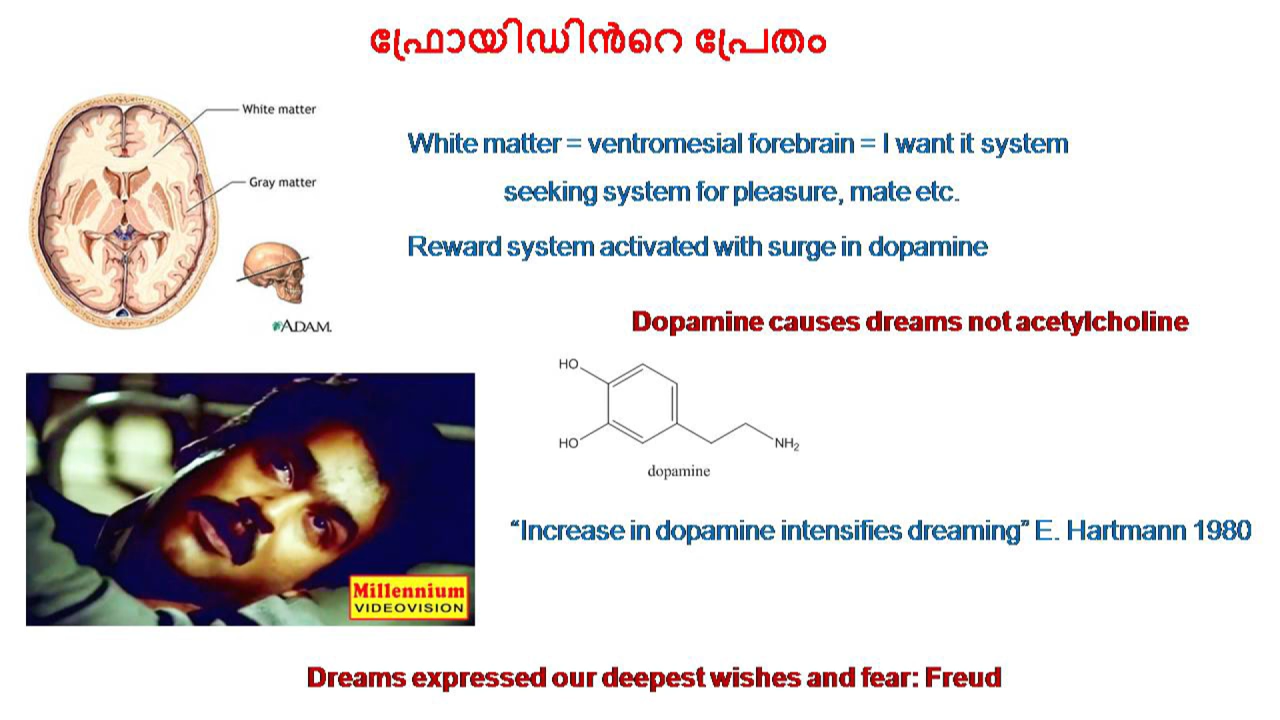 ഫ്രോയിഡിൻറെ പ്രേതം
White matter
Gray matter
ADAM.
White matter = ventromesial forebrain = I want it system
seeking system for pleasure, mate etc.
Reward system activated with surge in dopamine
Dopamine causes dreams not acetylcholine
HO
HO
NH₂
dopamine
Millennium
VIDEOVISION
“Increase in dopamine intensifies dreaming” E. Hartmann 1980
Dreams expressed our deepest wishes and fear: Freud